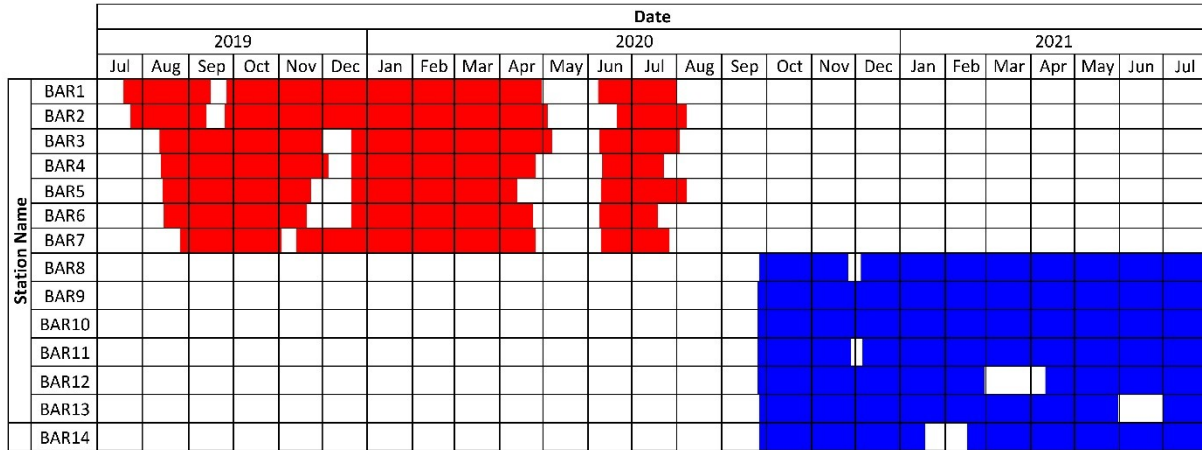 Date
2019 2020 2021
Jul Aug Sep Oct Nov Dec Jan Feb Mar Apr May Jun Jul Aug Sep Oct Nov Dec Jan Feb Mar Apr May Jun Jul
Station Name
BAR1
BAR2
BAR3
BAR4
BAR5
BAR6
BAR7
BAR8
BAR9
BAR10
BAR11
BAR12
BAR13
BAR14